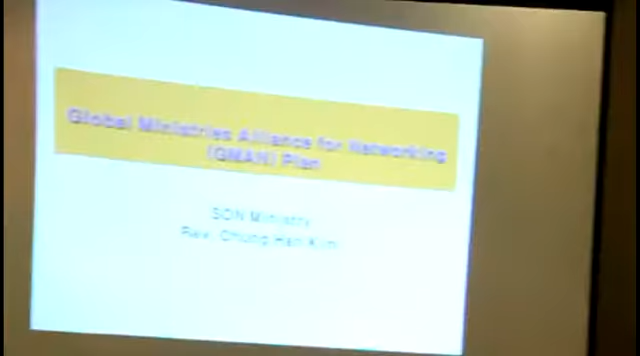 Global Ministries Alliance for Networking
(GMAN) Plan
SON Ministry
Rev. Chung Han Kim